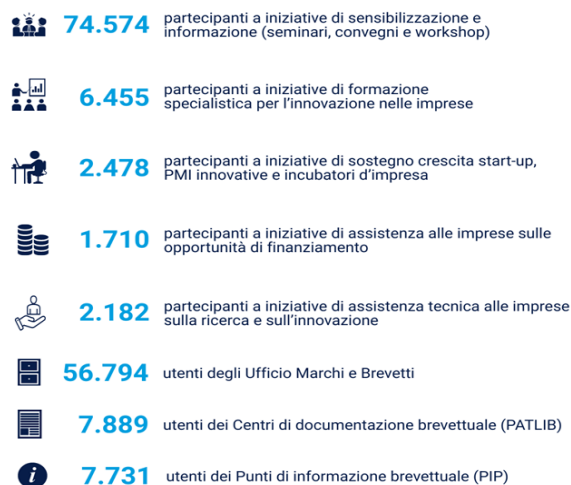 74.574 partecipanti a iniziative di sensibilizzazione e
informazione (seminari, convegni e workshop)
6.455 partecipanti a iniziative di formazione
specialistica per l'innovazione nelle imprese
2.478 partecipanti a iniziative di sostegno crescita start-up,
PMI innovative e incubatori d'impresa
1.710 partecipanti a iniziative di assistenza alle imprese sulle
opportunità di finanziamento
2.182 partecipanti a iniziative di assistenza tecnica alle imprese
sulla ricerca e sull'innovazione
56.794 utenti degli Ufficio Marchi e Brevetti
7.889 utenti dei Centri di documentazione brevettuale (PATLIB)
i 7.731 utenti dei Punti di informazione brevettuale (PIP)